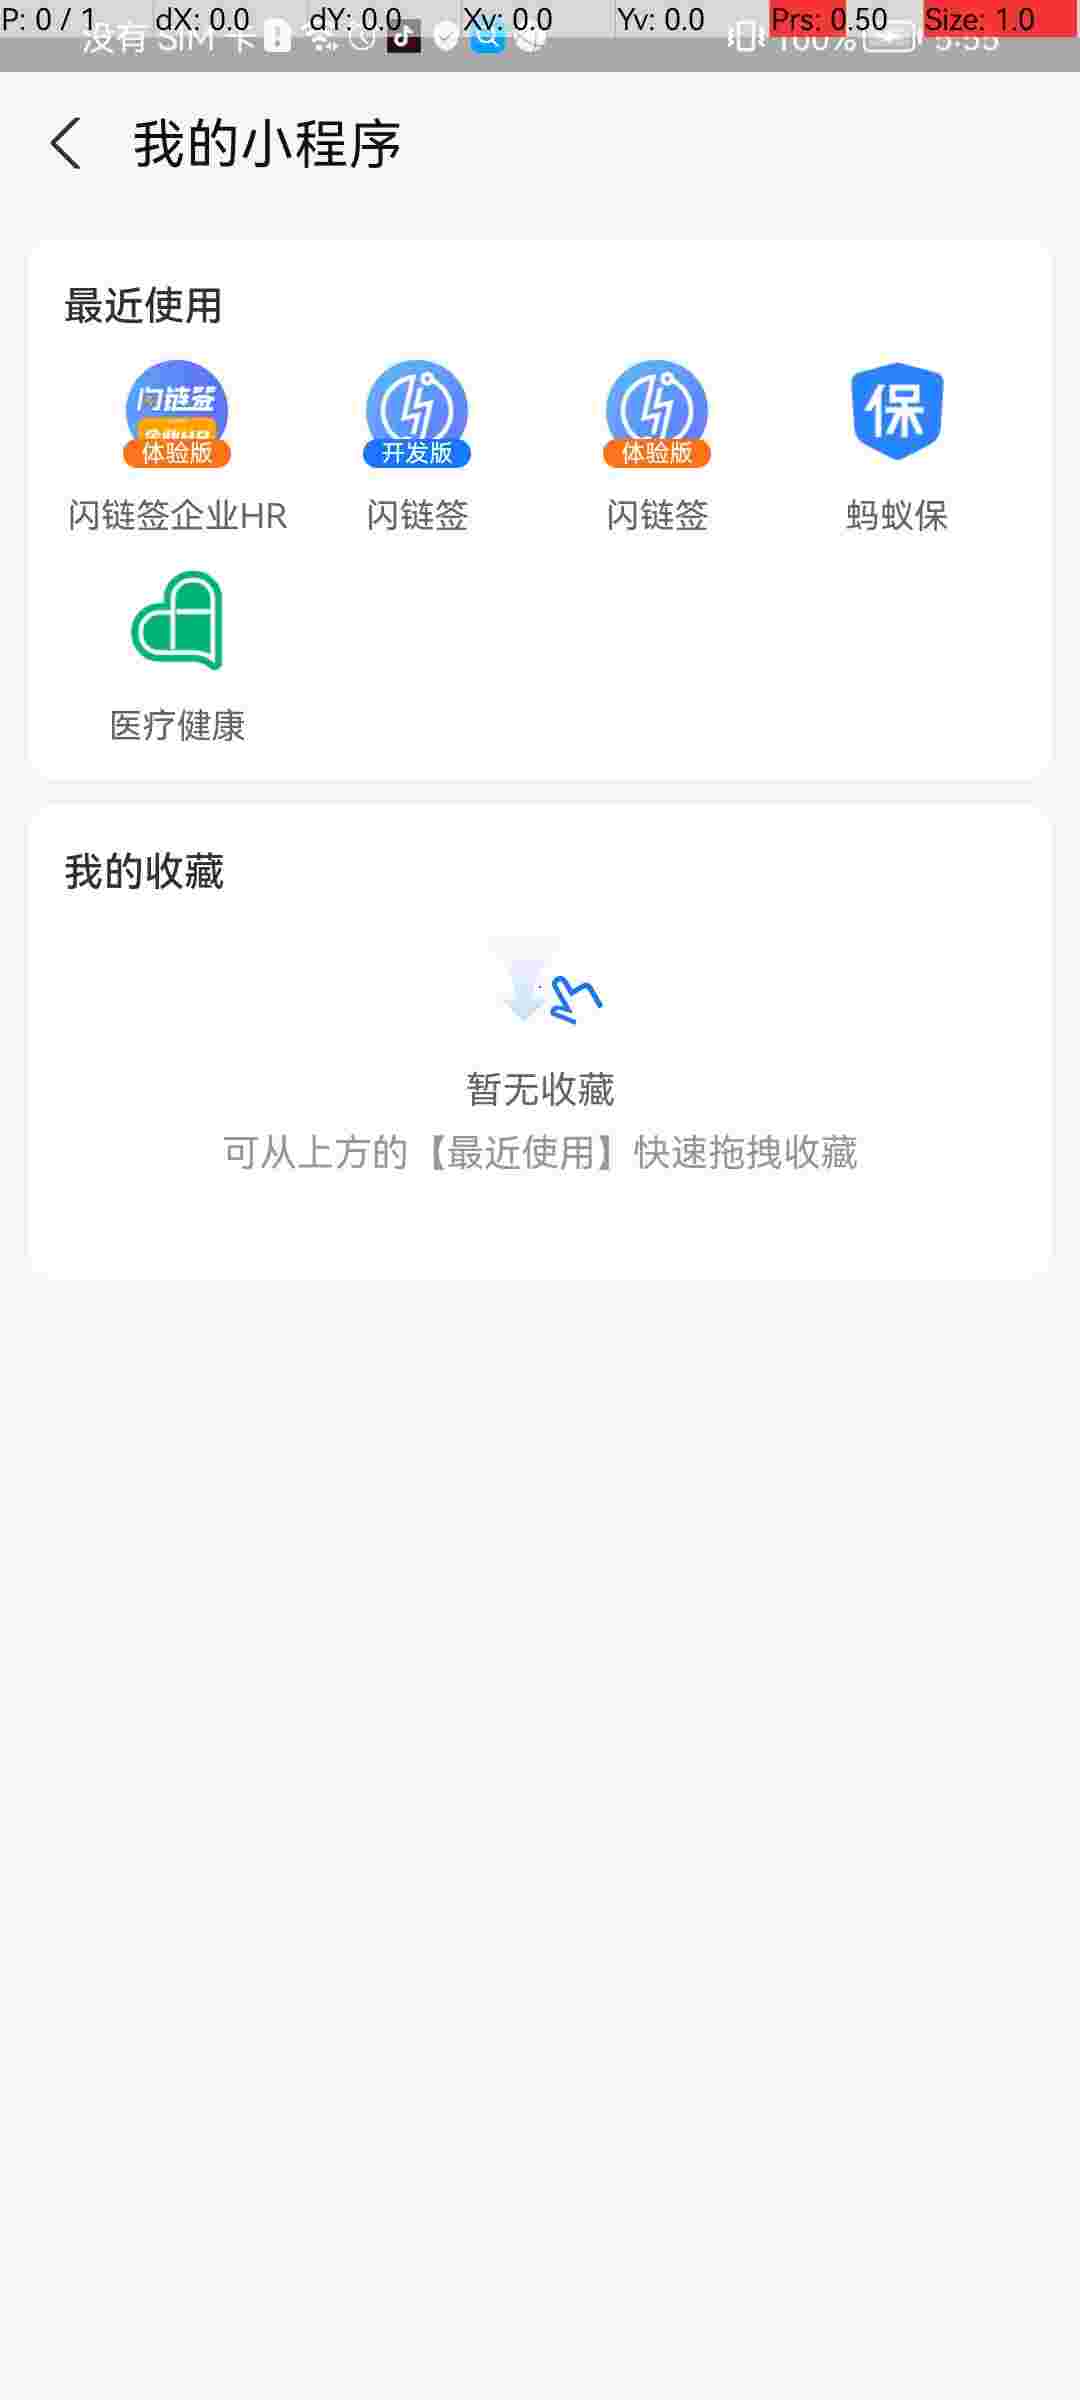 P: 0 / 1 dX: 0.0 dY: 0.0 Xv: 0.0 Yv: 0.0 Prs: 0.50 Size: 1.0
没有 SIM 卡 100% 5:55
我的小程序
最近使用
闪链签
体验版 开发版 体验版 保
闪链签企业HR 闪链签 闪链签 蚂蚁保
医疗健康
我的收藏
暂无收藏
可从上方的【最近使用】快速拖拽收藏